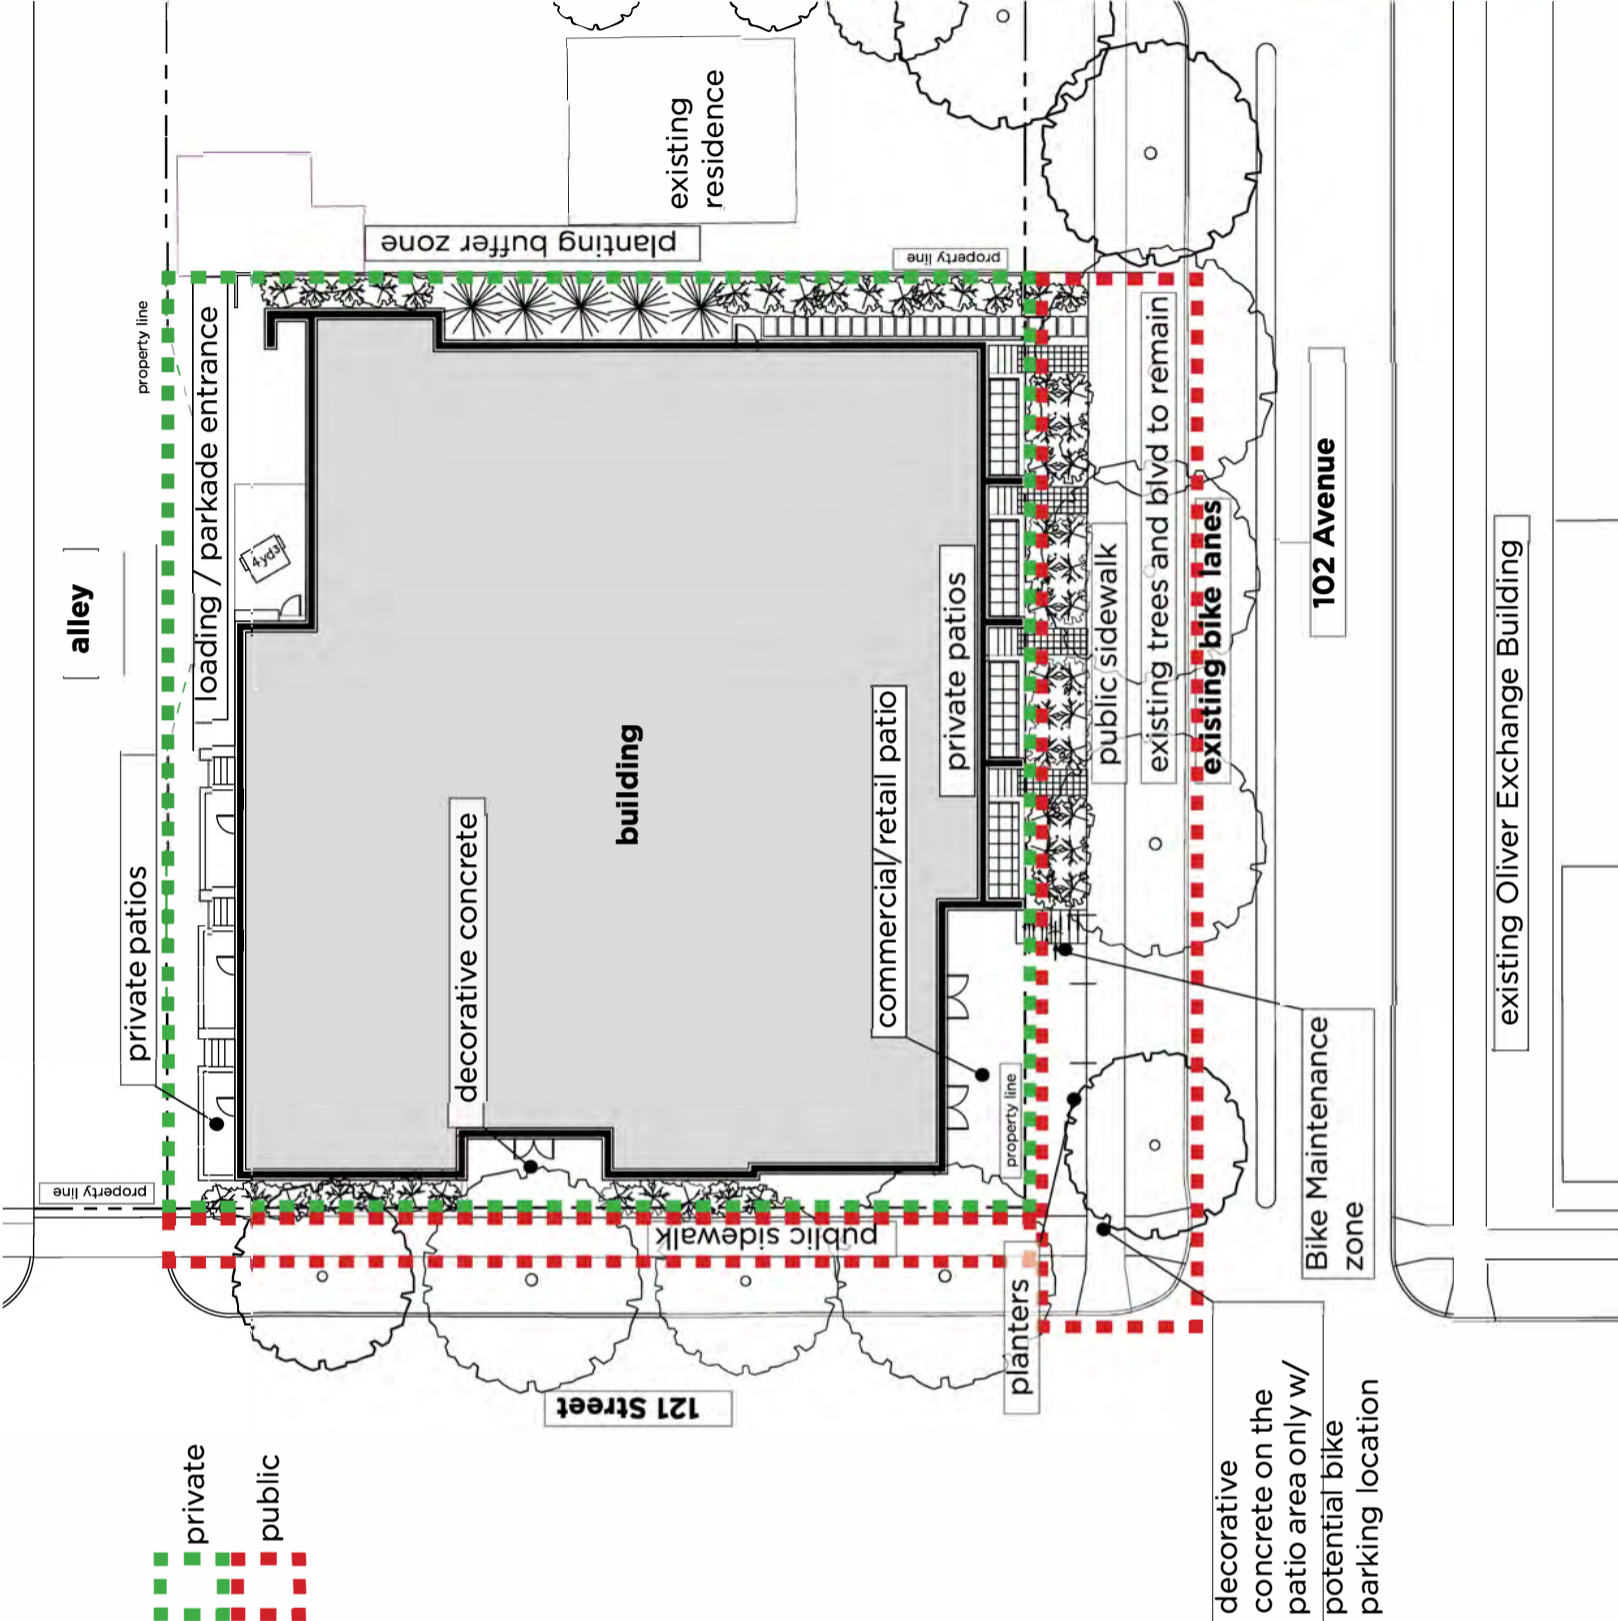 alley
property line
loading / parkade entrance
4yd3
private patios
property line
planting buffer zone
existing
residence
property line
building
decorative concrete
commercial/retail patio
private patios
property line
public sidewalk
existing trees and blvd to remain
existing bike lanes
102 Avenue
existing Oliver Exchange Building
Bike Maintenance
zone
public sidewalk
planters
121 Street
decorative
concrete on the
patio area only w/
potential bike
parking location
private
public